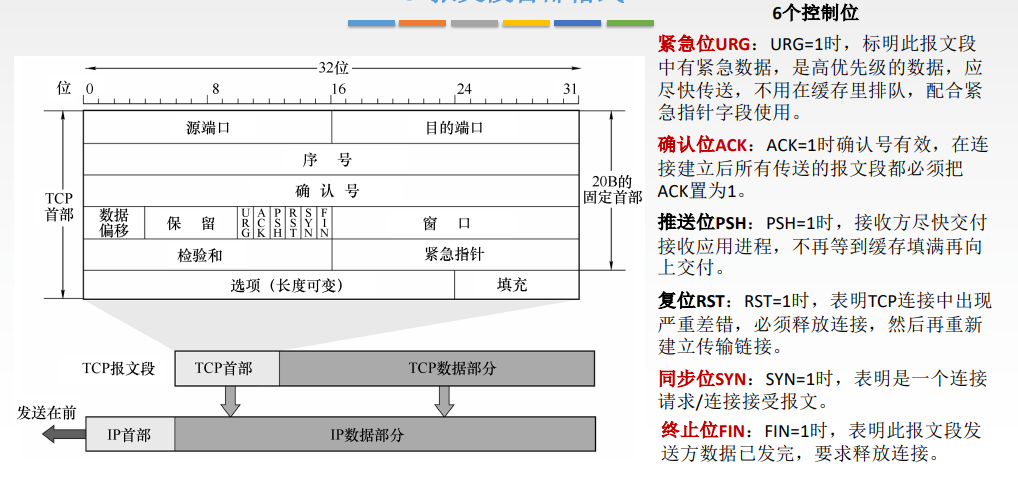 6个控制位
32位
位 0 8 16 24 31
源端口 目的端口
序 号
确 认 号
数据偏移 保 留 URG ACK PSH RST SYN FIN 窗 口
检验和 紧急指针
选项（长度可变） 填充
TCP首部
20B的固定首部
TCP报文段 TCP首部 TCP数据部分
发送在前
IP首部 IP数据部分
紧急位URG：URG=1时，标明此报文段
中有紧急数据，是高优先级的数据，应
尽快传送，不用在缓存里排队，配合紧
急指针字段使用。
确认位ACK：ACK=1时确认号有效，在连
接建立后所有传送的报文段都必须把
ACK置为1。
推送位PSH：PSH=1时，接收方尽快交付
接收应用进程，不再等到缓存填满再向
上交付。
复位RST：RST=1时，表明TCP连接中出现
严重差错，必须释放连接，然后再重新
建立传输链接。
同步位SYN：SYN=1时，表明是一个连接
请求/连接接受报文。
终止位FIN：FIN=1时，表明此报文段发
送方数据已发完，要求释放连接。